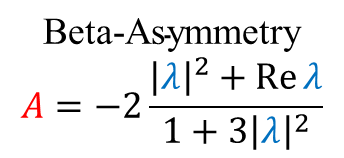 Beta-Asymmetry
A = −2 (|λ|² + Re λ) / (1 + 3|λ|²)